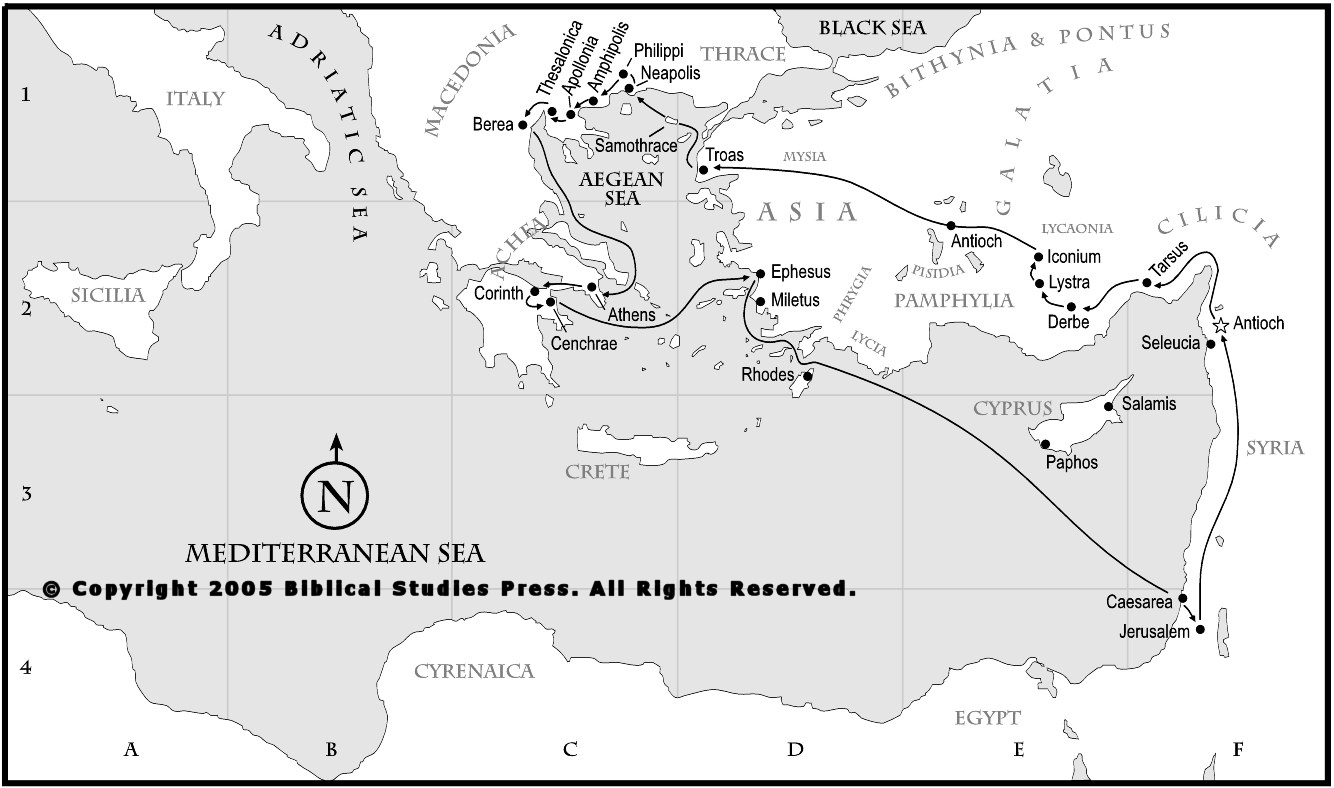 BLACK SEA
ADRIATIC SEA
ITALY
MACEDONIA
Thesalonica
Apollonia
Amphipolis
Philippi
Neapolis
THRACE
BITHYNIA & PONTUS
GALATIA
1
Berea
Samothrace
Troas
MYSIA
AEGEAN
SEA
ASIA
ACHEA
Antioch
LYCAONIA
CILICIA
Iconium
Tarsus
PISIDIA
Lystra
PHRYGIA
PAMPHYLIA
Derbe
LYCIA
Ephesus
Miletus
SICILIA
2
Corinth
Athens
Cenchrae
Antioch
Seleucia
Rhodes
CYPRUS
Salamis
Paphos
SYRIA
CRETE
3
N
MEDITERRANEAN SEA
© Copyright 2005 Biblical Studies Press. All Rights Reserved.
Caesarea
Jerusalem
4
CYRENAICA
EGYPT
A
B
C
D
E
F